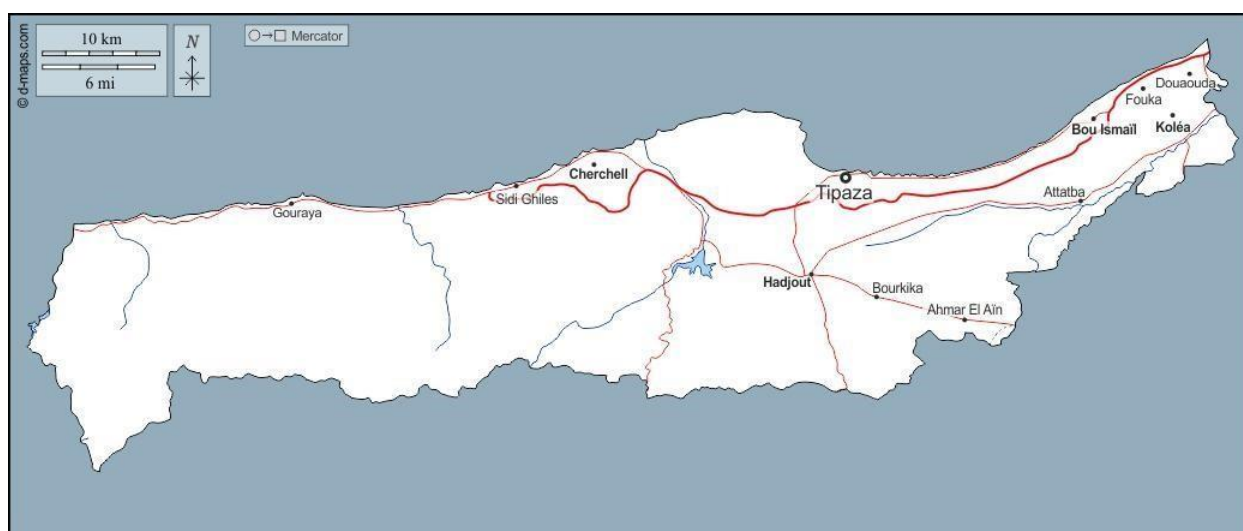 © d-maps.com
10 km
6 mi
N
Mercator
Douaouda
Fouka
Bou Ismaïl
Koléa
Cherchell
Sidi Ghiles
Tipaza
Attatba
Gouraya
Hadjout
Bourkika
Ahmar El Aïn